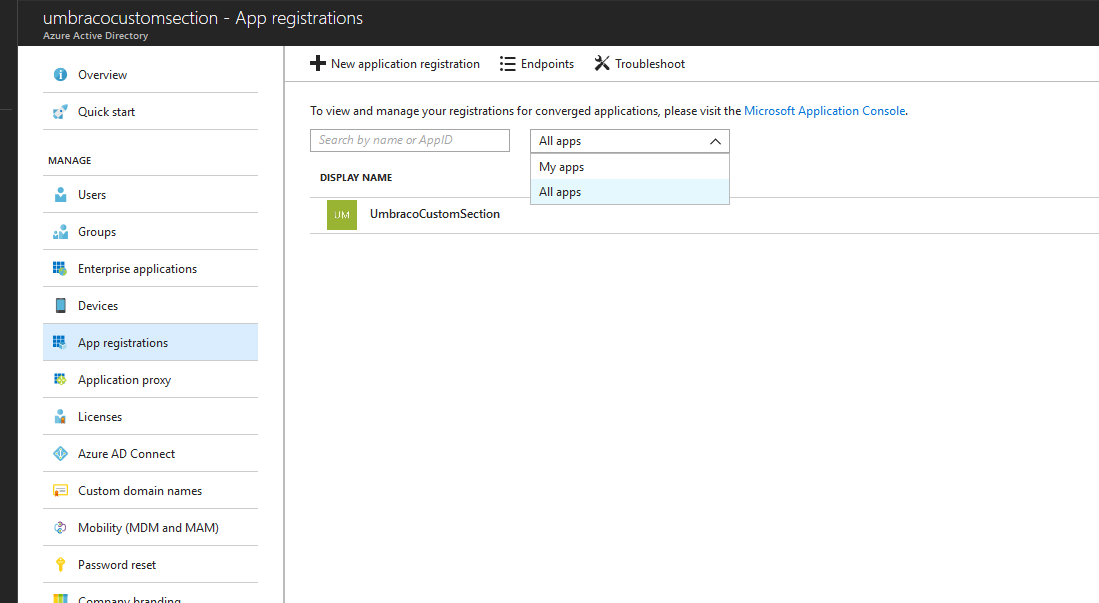 umbracocustomsection - App registrations
Azure Active Directory
Overview
Quick start
MANAGE
Users
Groups
Enterprise applications
Devices
App registrations
Application proxy
Licenses
Azure AD Connect
Custom domain names
Mobility (MDM and MAM)
Password reset
Company branding
New application registration
Endpoints
Troubleshoot
To view and manage your registrations for converged applications, please visit the Microsoft Application Console.
Search by name or AppID
All apps
My apps
All apps
DISPLAY NAME
UM
UmbracoCustomSection